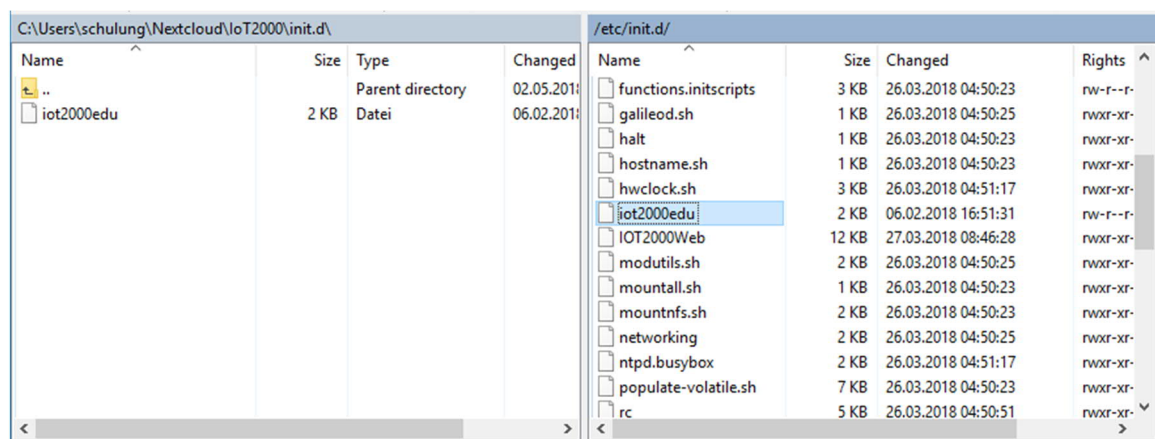 C:\Users\schulung\Nextcloud\IoT2000\init.d\
Name Size Type Changed
.. Parent directory 02.05.201
iot2000edu 2 KB Datei 06.02.201
/etc/init.d/
Name Size Changed Rights
functions.initscripts 3 KB 26.03.2018 04:50:23 rw-r--r-
galileod.sh 1 KB 26.03.2018 04:50:25 rwxr-xr-
halt 1 KB 26.03.2018 04:50:23 rwxr-xr-
hostname.sh 1 KB 26.03.2018 04:50:23 rwxr-xr-
hwclock.sh 3 KB 26.03.2018 04:51:17 rwxr-xr-
iot2000edu 2 KB 06.02.2018 16:51:31 rw-r--r-
IOT2000Web 12 KB 27.03.2018 08:46:28 rwxr-xr-
modutils.sh 2 KB 26.03.2018 04:50:25 rwxr-xr-
mountall.sh 1 KB 26.03.2018 04:50:23 rwxr-xr-
mountnfs.sh 2 KB 26.03.2018 04:50:23 rwxr-xr-
networking 2 KB 26.03.2018 04:50:25 rwxr-xr-
ntpd.busybox 2 KB 26.03.2018 04:51:17 rwxr-xr-
populate-volatile.sh 7 KB 26.03.2018 04:50:23 rwxr-xr-
rc 5 KB 26.03.2018 04:50:51 rwxr-xr-